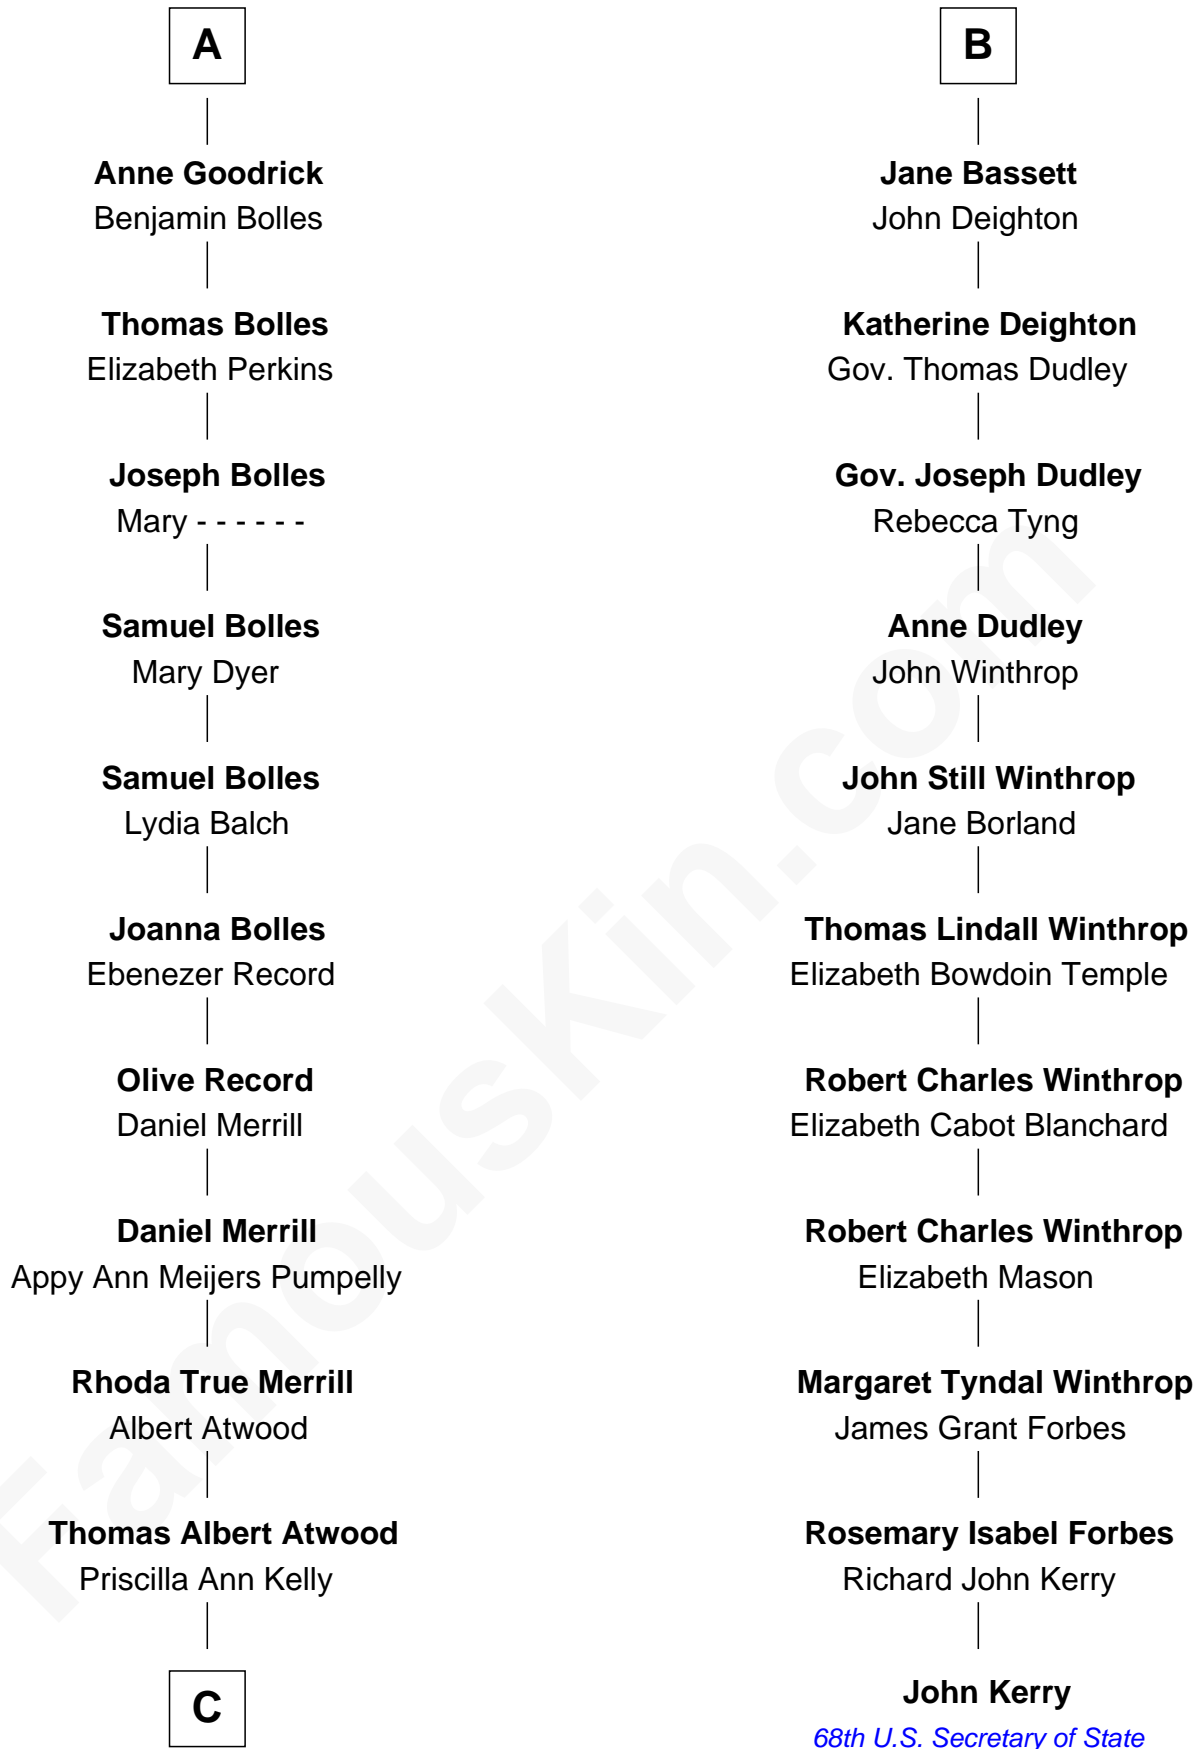 A
Anne Goodrick
Benjamin Bolles
Thomas Bolles
Elizabeth Perkins
Joseph Bolles
Mary - - - - - -
Samuel Bolles
Mary Dyer
Samuel Bolles
Lydia Balch
Joanna Bolles
Ebenezer Record
Olive Record
Daniel Merrill
Daniel Merrill
Appy Ann Meijers Pumpelly
Rhoda True Merrill
Albert Atwood
Thomas Albert Atwood
Priscilla Ann Kelly
C
B
Jane Bassett
John Deighton
Katherine Deighton
Gov. Thomas Dudley
Gov. Joseph Dudley
Rebecca Tyng
Anne Dudley
John Winthrop
John Still Winthrop
Jane Borland
Thomas Lindall Winthrop
Elizabeth Bowdoin Temple
Robert Charles Winthrop
Elizabeth Cabot Blanchard
Robert Charles Winthrop
Elizabeth Mason
Margaret Tyndal Winthrop
James Grant Forbes
Rosemary Isabel Forbes
Richard John Kerry
John Kerry
68th U.S. Secretary of State
FamousKin.com